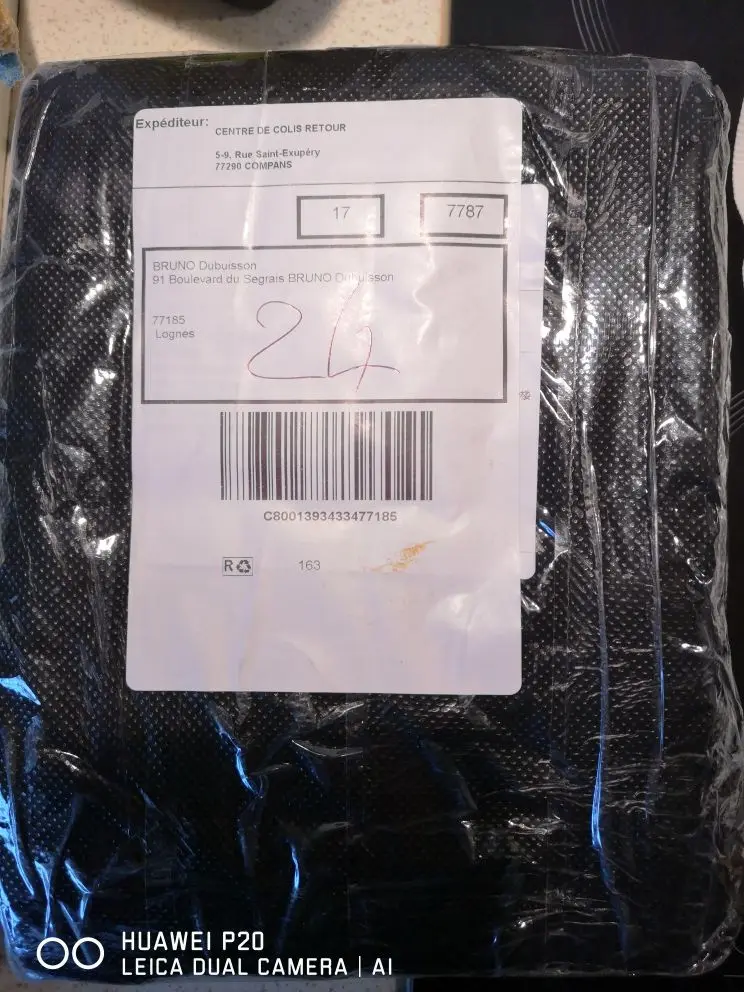 Expéditeur: CENTRE DE COLIS RETOUR
5-9, Rue Saint-Exupéry
77290 COMPANS
17 7787
BRUNO Dubuisson
91 Boulevard du Segrais BRUNO Dubuisson
77185
Lognes
24
C8001393433477185
R 163
HUAWEI P20
LEICA DUAL CAMERA | AI